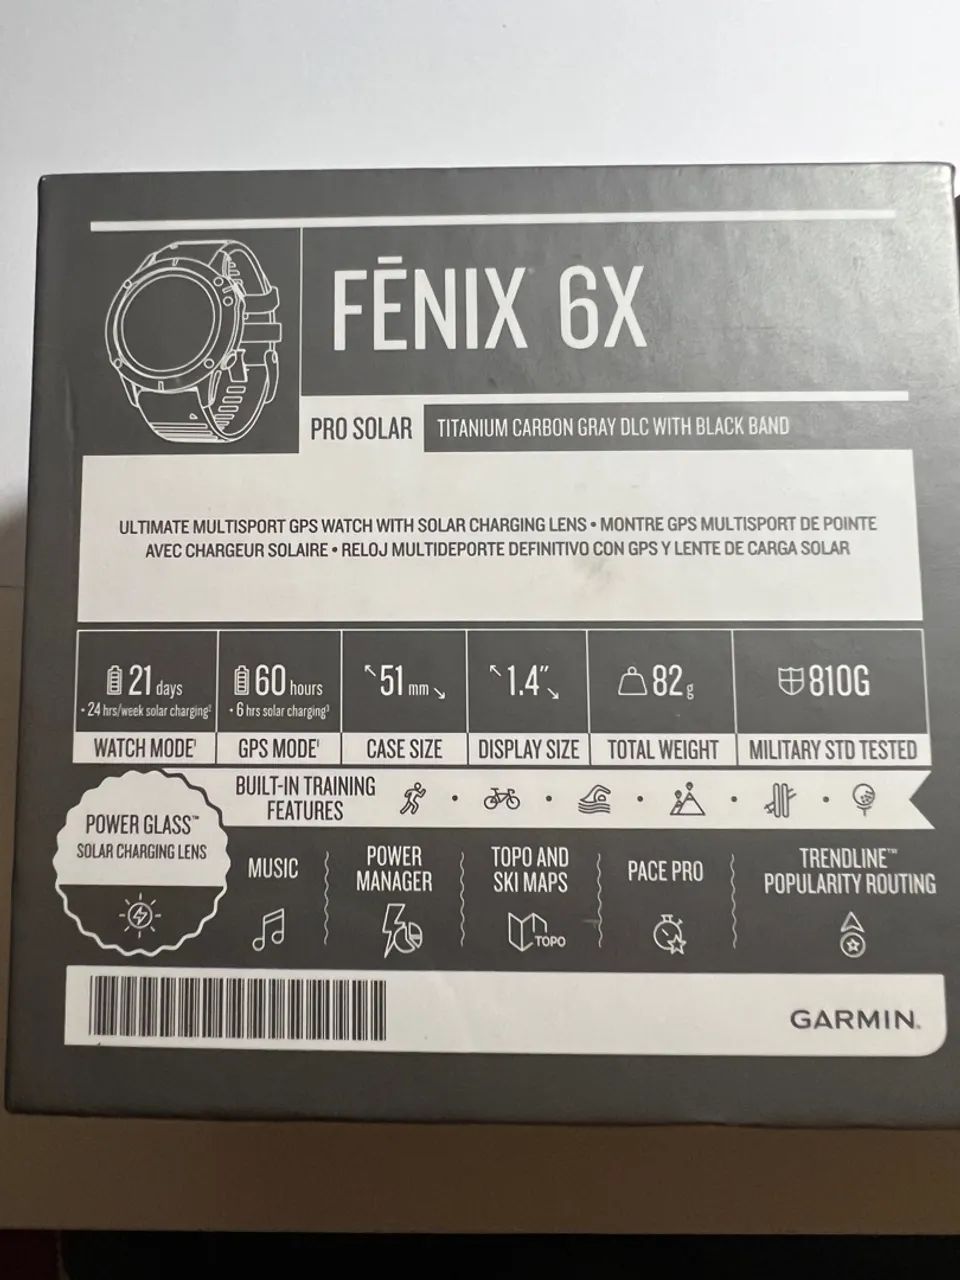 FĒNIX 6X
PRO SOLAR
TITANIUM CARBON GRAY DLC WITH BLACK BAND
ULTIMATE MULTISPORT GPS WATCH WITH SOLAR CHARGING LENS • MONTRE GPS MULTISPORT DE POINTE
AVEC CHARGEUR SOLAIRE • RELOJ MULTIDEPORTE DEFINITIVO CON GPS Y LENTE DE CARGA SOLAR
21 days
+ 24 hrs/week solar charging²
WATCH MODE¹
60 hours
+ 6 hrs solar charging³
GPS MODE¹
51 mm
CASE SIZE
1.4″
DISPLAY SIZE
82 g
TOTAL WEIGHT
810G
MILITARY STD TESTED
BUILT-IN TRAINING
FEATURES
POWER GLASS™
SOLAR CHARGING LENS
MUSIC
POWER
MANAGER
TOPO AND
SKI MAPS
TOPO
PACE PRO
TRENDLINE™
POPULARITY ROUTING
GARMIN.